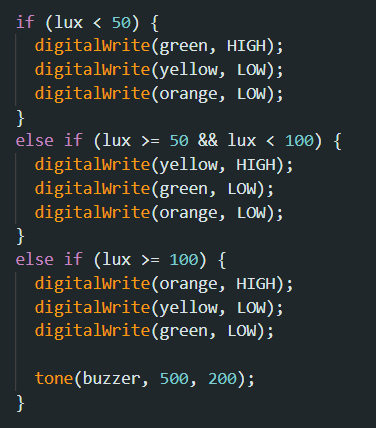 if (lux < 50) {
  digitalWrite(green, HIGH);
  digitalWrite(yellow, LOW);
  digitalWrite(orange, LOW);
}
else if (lux >= 50 && lux < 100) {
  digitalWrite(yellow, HIGH);
  digitalWrite(green, LOW);
  digitalWrite(orange, LOW);
}
else if (lux >= 100) {
  digitalWrite(orange, HIGH);
  digitalWrite(yellow, LOW);
  digitalWrite(green, LOW);

  tone(buzzer, 500, 200);
}